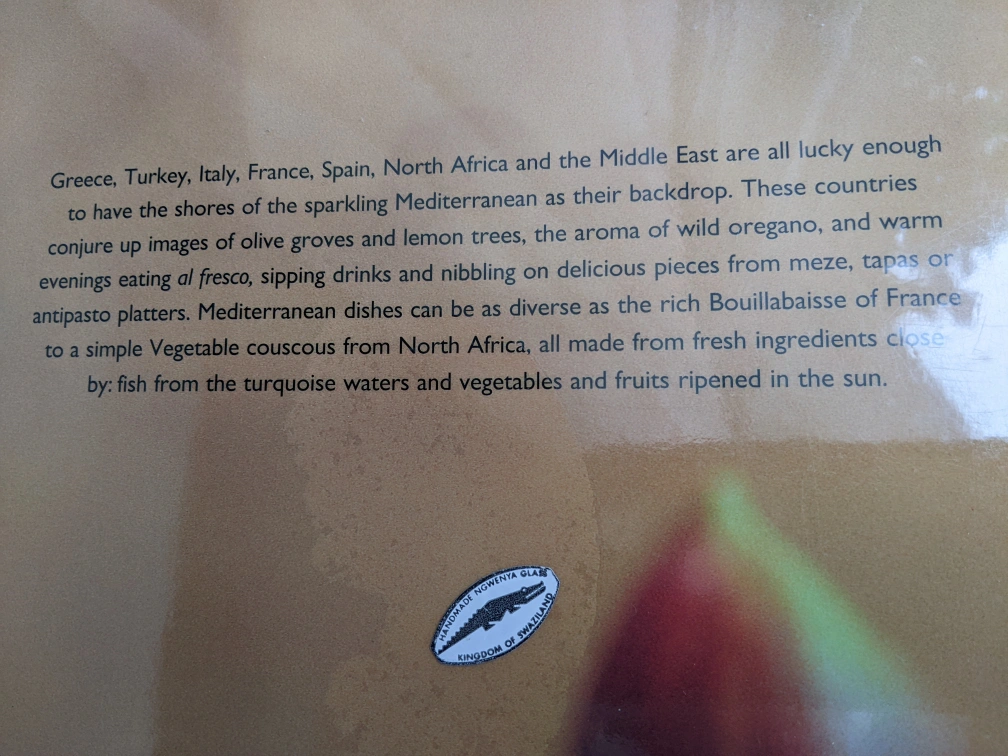 Greece, Turkey, Italy, France, Spain, North Africa and the Middle East are all lucky enough
to have the shores of the sparkling Mediterranean as their backdrop. These countries
conjure up images of olive groves and lemon trees, the aroma of wild oregano, and warm
evenings eating al fresco, sipping drinks and nibbling on delicious pieces from meze, tapas or
antipasto platters. Mediterranean dishes can be as diverse as the rich Bouillabaisse of France
to a simple Vegetable couscous from North Africa, all made from fresh ingredients close
by: fish from the turquoise waters and vegetables and fruits ripened in the sun.
HANDMADE NGWENYA GLASS
KINGDOM OF SWAZILAND